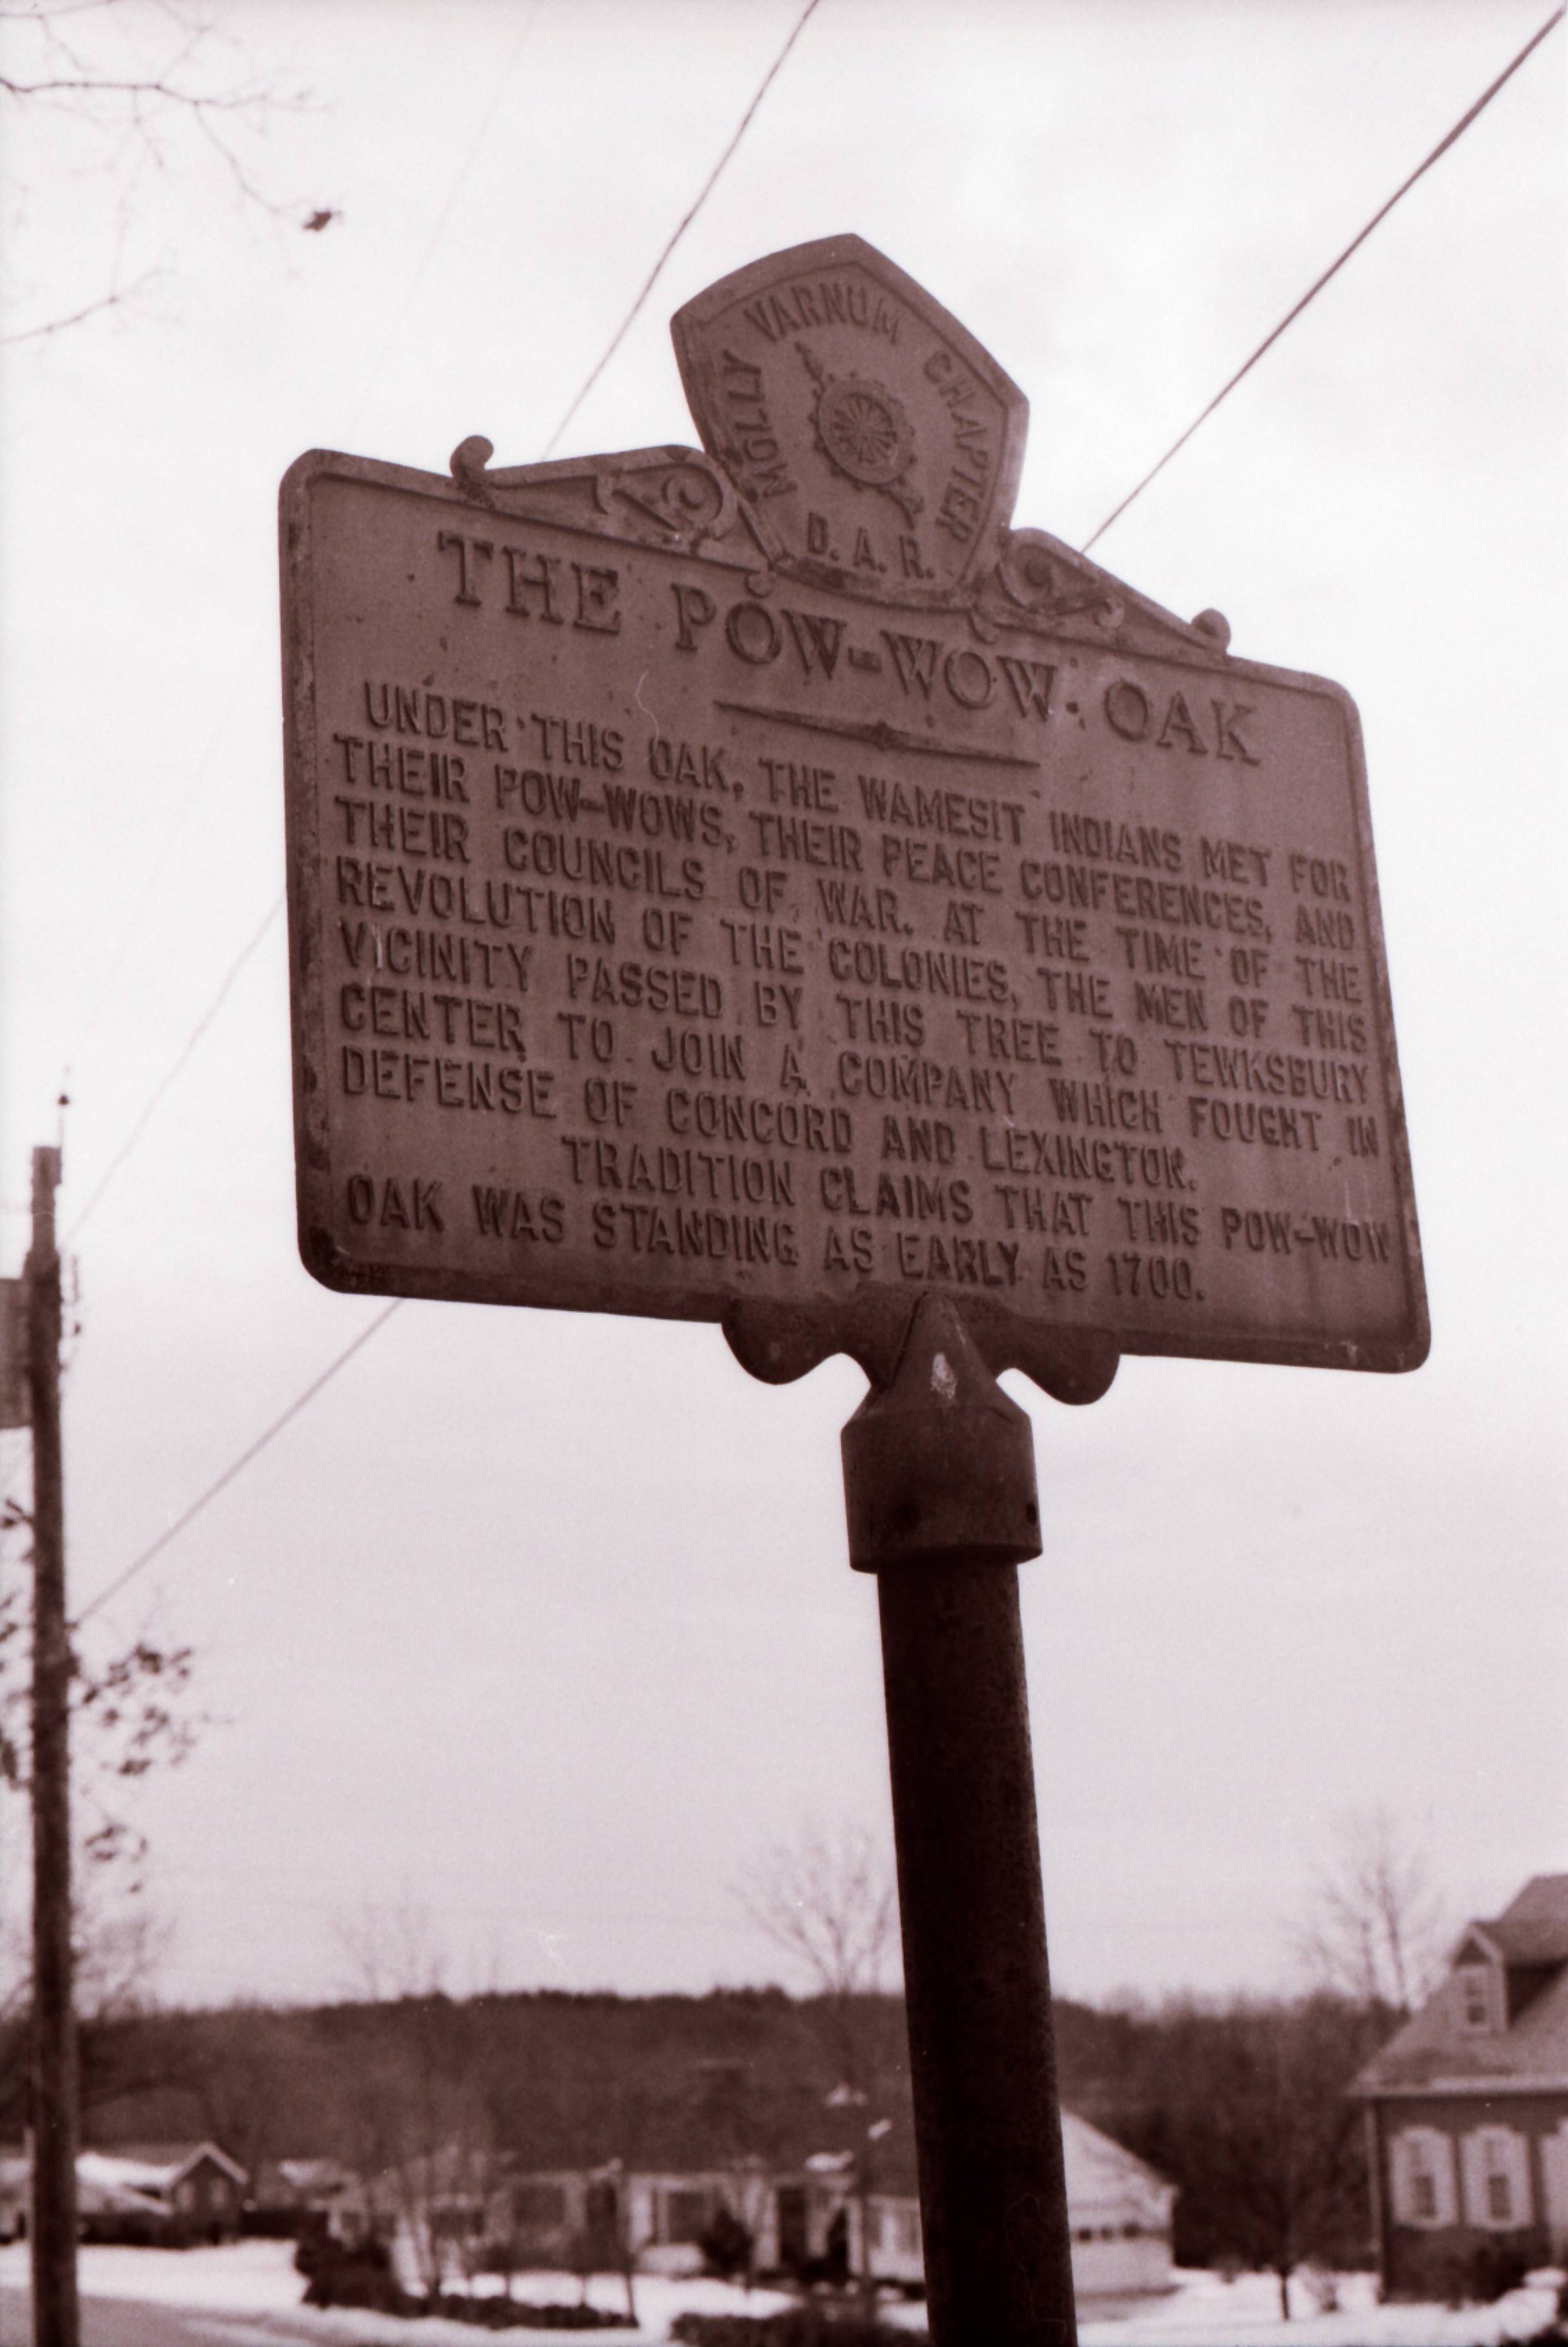 MOLLY VARNUM CHAPTER
D.A.R.
THE POW-WOW OAK
UNDER THIS OAK, THE WAMESIT INDIANS MET FOR
THEIR POW-WOWS, THEIR PEACE CONFERENCES, AND
THEIR COUNCILS OF WAR. AT THE TIME OF THE
REVOLUTION OF THE COLONIES, THE MEN OF THIS
VICINITY PASSED BY THIS TREE TO TEWKSBURY
CENTER TO JOIN A COMPANY WHICH FOUGHT IN
DEFENSE OF CONCORD AND LEXINGTON.
TRADITION CLAIMS THAT THIS POW-WOW
OAK WAS STANDING AS EARLY AS 1700.